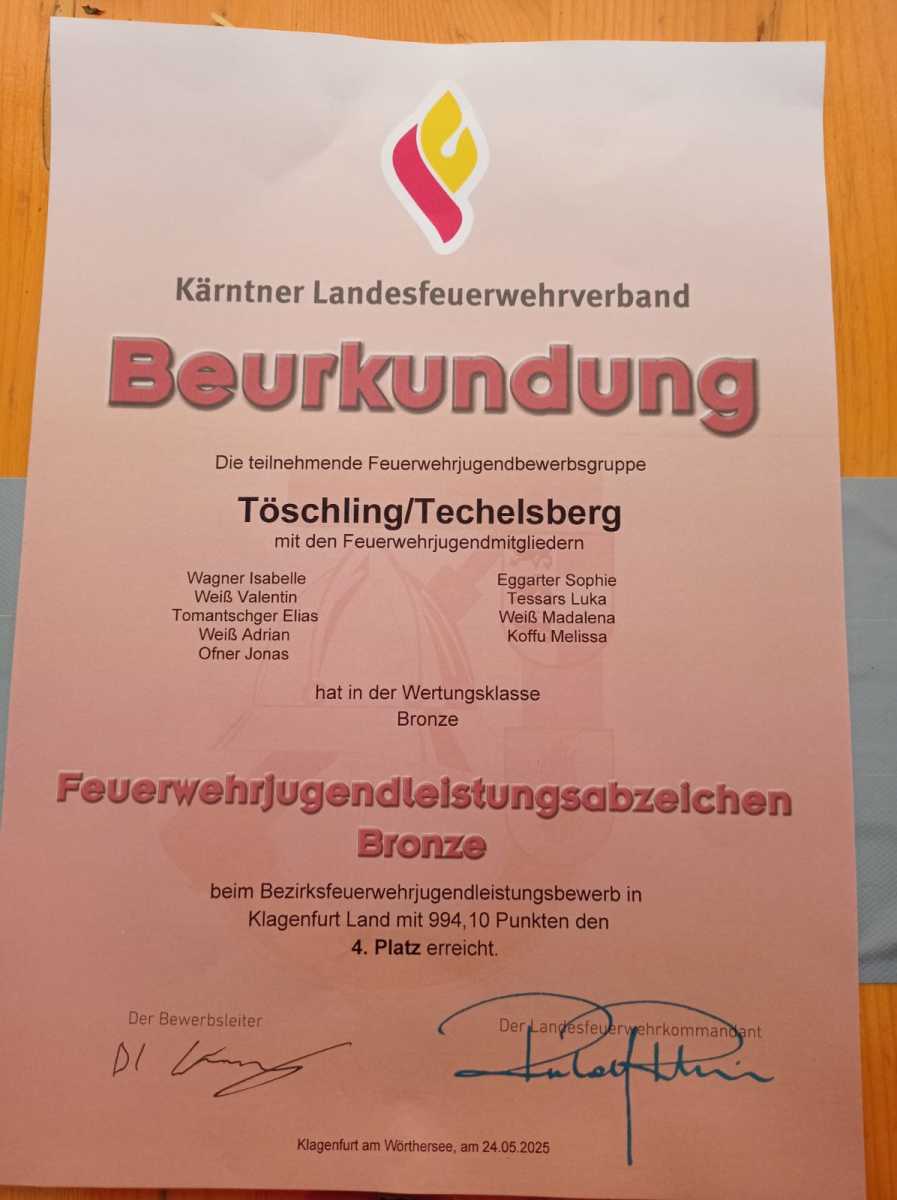 Kärntner Landesfeuerwehrverband
Beurkundung
Die teilnehmende Feuerwehrjugendbewerbsgruppe
Töschling/Techelsberg
mit den Feuerwehrjugendmitgliedern
Wagner Isabelle
Weiß Valentin
Tomantschger Elias
Weiß Adrian
Ofner Jonas
Eggarter Sophie
Tessars Luka
Weiß Madalena
Koffu Melissa
hat in der Wertungsklasse
Bronze
Feuerwehrjugendleistungsabzeichen
Bronze
beim Bezirksfeuerwehrjugendleistungsbewerb in
Klagenfurt Land mit 994,10 Punkten den
4. Platz erreicht.
Der Bewerbsleiter
DI
Der Landesfeuerwehrkommandant
Klagenfurt am Wörthersee, am 24.05.2025